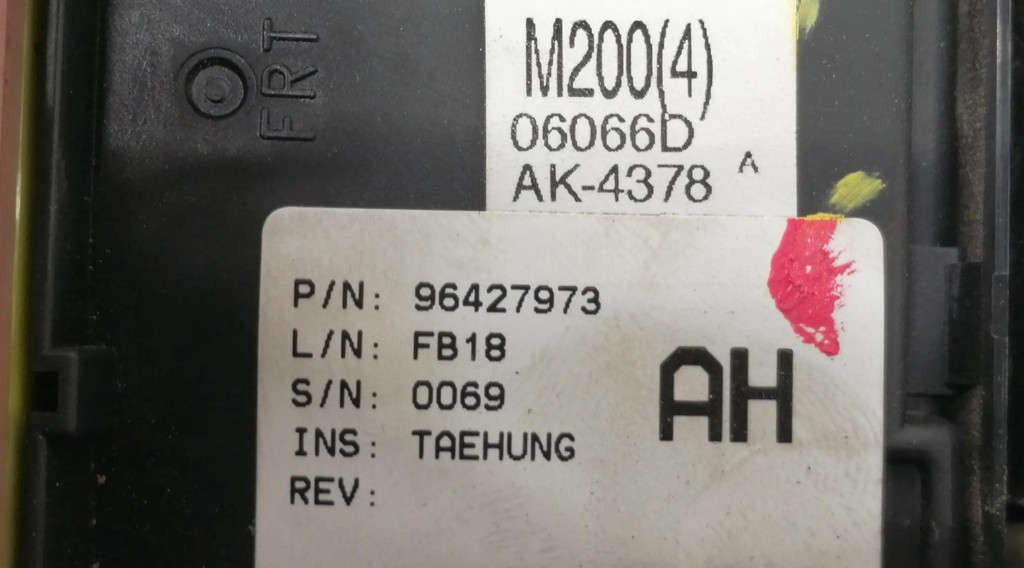 FRT
M200(4)
06066D
AK-4378 A
P/N: 96427973
L/N: FB18
S/N: 0069
INS: TAEHUNG
REV:
AH